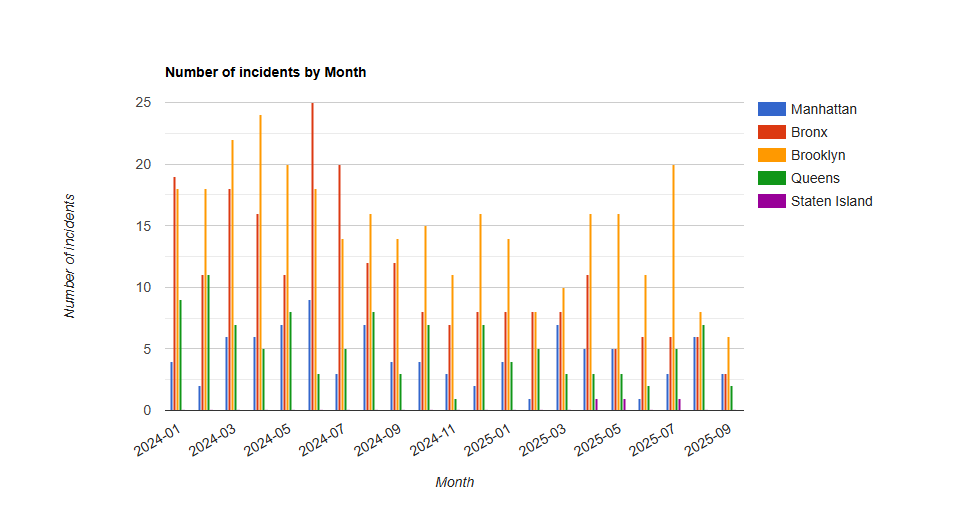 Number of incidents by Month
Number of incidents
25
20
15
10
5
0
2024-01
2024-03
2024-05
2024-07
2024-09
2024-11
2025-01
2025-03
2025-05
2025-07
2025-09
Month
Manhattan
Bronx
Brooklyn
Queens
Staten Island